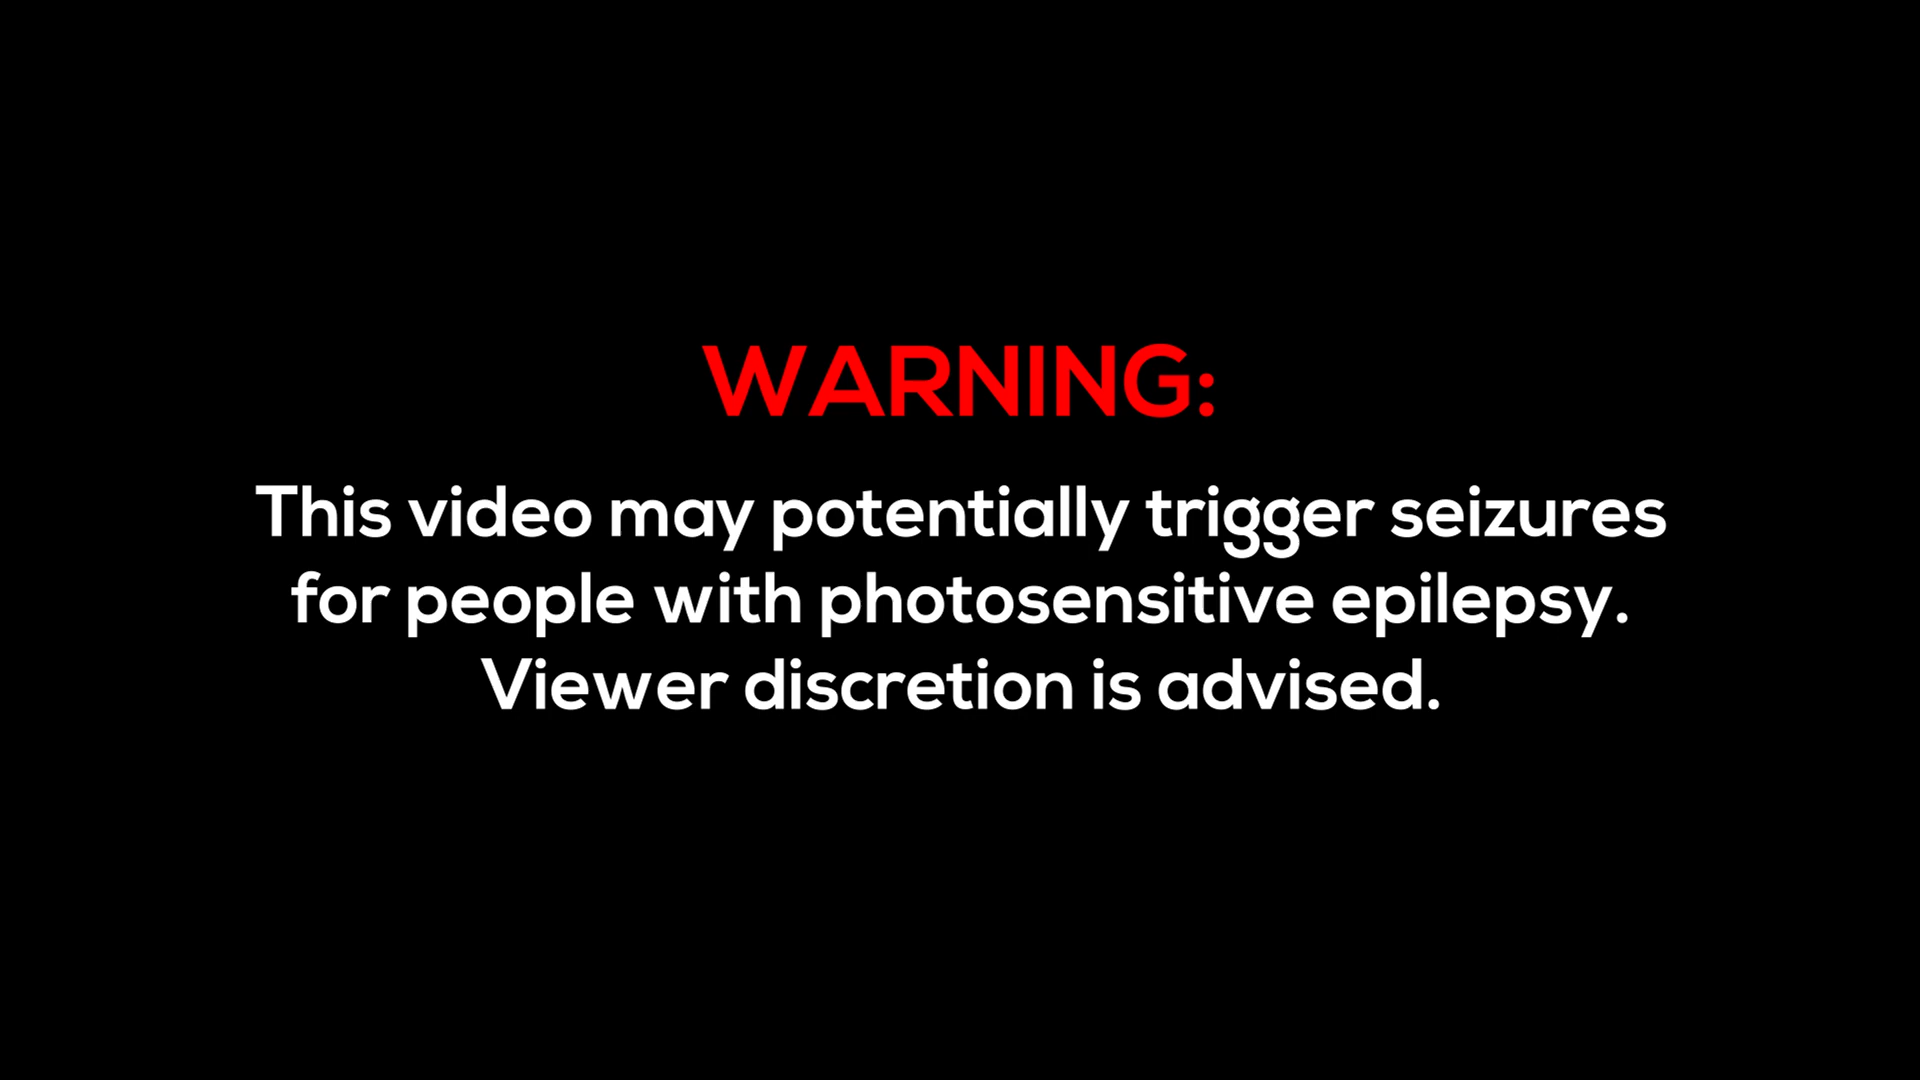 WARNING:
This video may potentially trigger seizures
for people with photosensitive epilepsy.
Viewer discretion is advised.